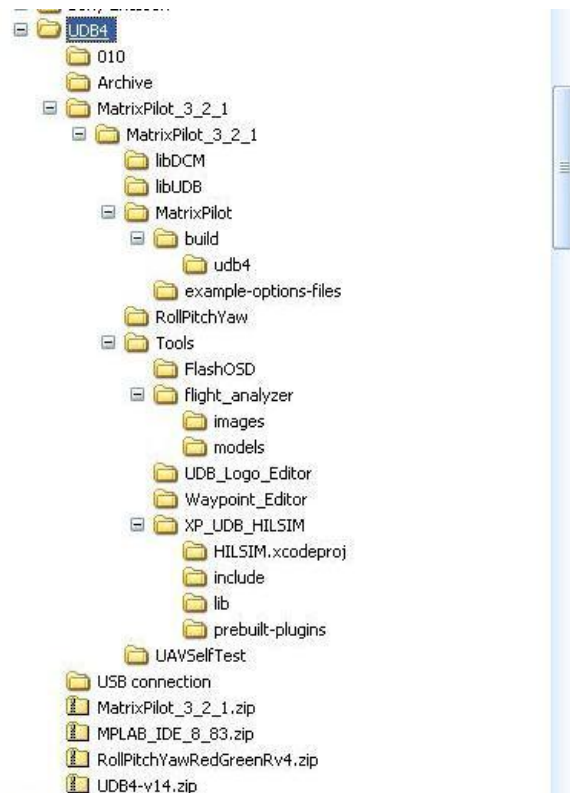 Sony Ericsson
UDB4
010
Archive
MatrixPilot_3_2_1
MatrixPilot_3_2_1
libDCM
libUDB
MatrixPilot
build
udb4
example-options-files
RollPitchYaw
Tools
FlashOSD
flight_analyzer
images
models
UDB_Logo_Editor
Waypoint_Editor
XP_UDB_HILSIM
HILSIM.xcodeproj
include
lib
prebuilt-plugins
UAVSelfTest
USB connection
MatrixPilot_3_2_1.zip
MPLAB_IDE_8_83.zip
RollPitchYawRedGreenRv4.zip
UDB4-v14.zip